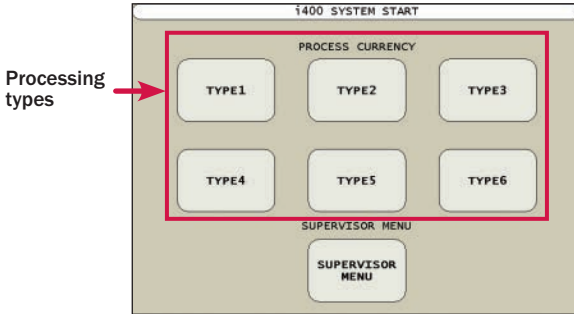 i400 SYSTEM START
PROCESS CURRENCY
Processing
types
TYPE1 TYPE2 TYPE3
TYPE4 TYPE5 TYPE6
SUPERVISOR MENU
SUPERVISOR
MENU